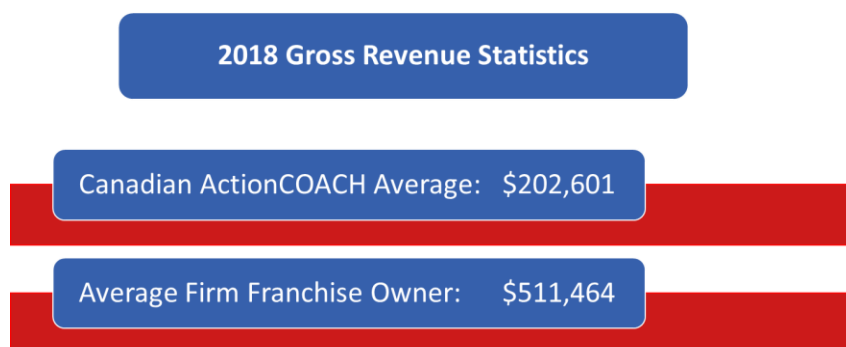 2018 Gross Revenue Statistics
Canadian ActionCOACH Average: $202,601
Average Firm Franchise Owner: $511,464